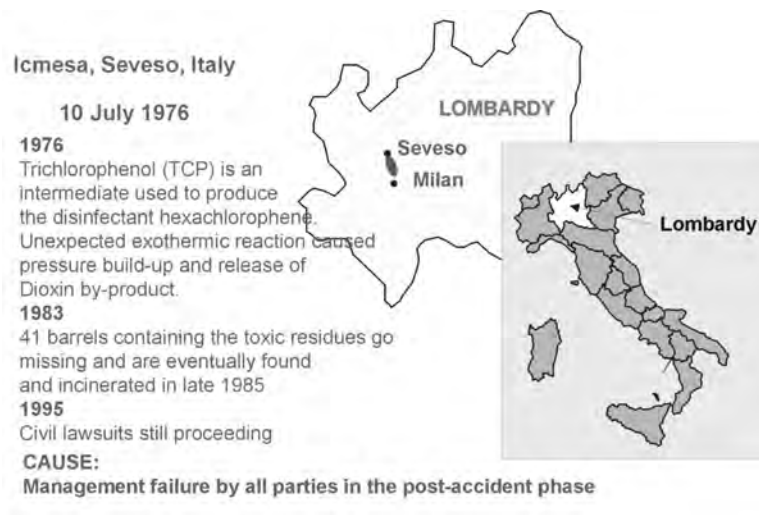 Icmesa, Seveso, Italy
10 July 1976
1976
Trichlorophenol (TCP) is an
intermediate used to produce
the disinfectant hexachlorophene.
Unexpected exothermic reaction caused
pressure build-up and release of
Dioxin by-product.
1983
41 barrels containing the toxic residues go
missing and are eventually found
and incinerated in late 1985
1995
Civil lawsuits still proceeding
CAUSE:
Management failure by all parties in the post-accident phase
LOMBARDY
Seveso
Milan
Lombardy